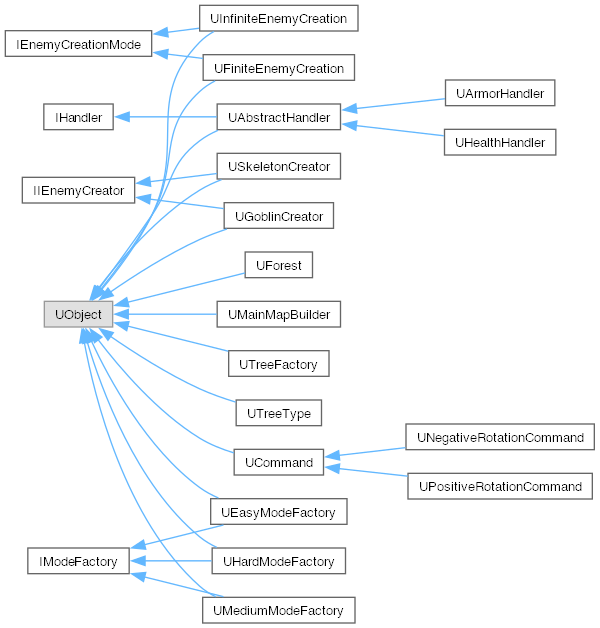 UInfiniteEnemyCreation
IEnemyCreationMode
UFiniteEnemyCreation
UArmorHandler
IHandler
UAbstractHandler
UHealthHandler
USkeletonCreator
IIEnemyCreator
UGoblinCreator
UForest
UObject
UMainMapBuilder
UTreeFactory
UTreeType
UNegativeRotationCommand
UCommand
UPositiveRotationCommand
UEasyModeFactory
IModeFactory
UHardModeFactory
UMediumModeFactory